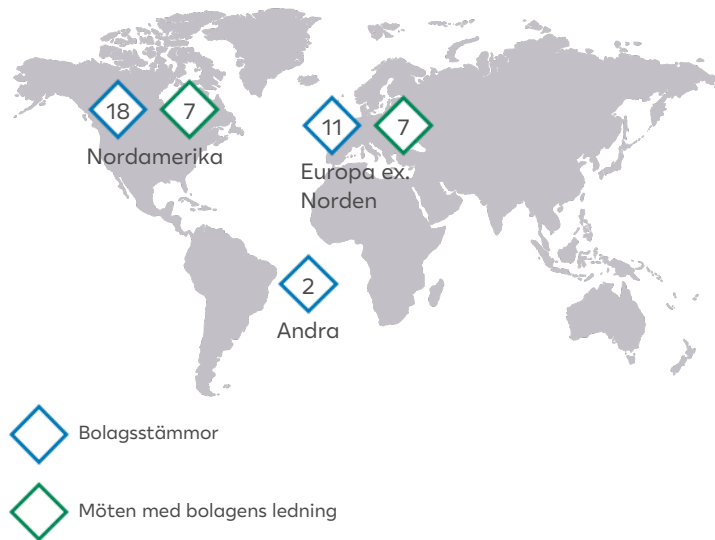 18
7
Nordamerika
11
7
Europa ex.
Norden
2
Andra
Bolagsstämmor
Möten med bolagens ledning